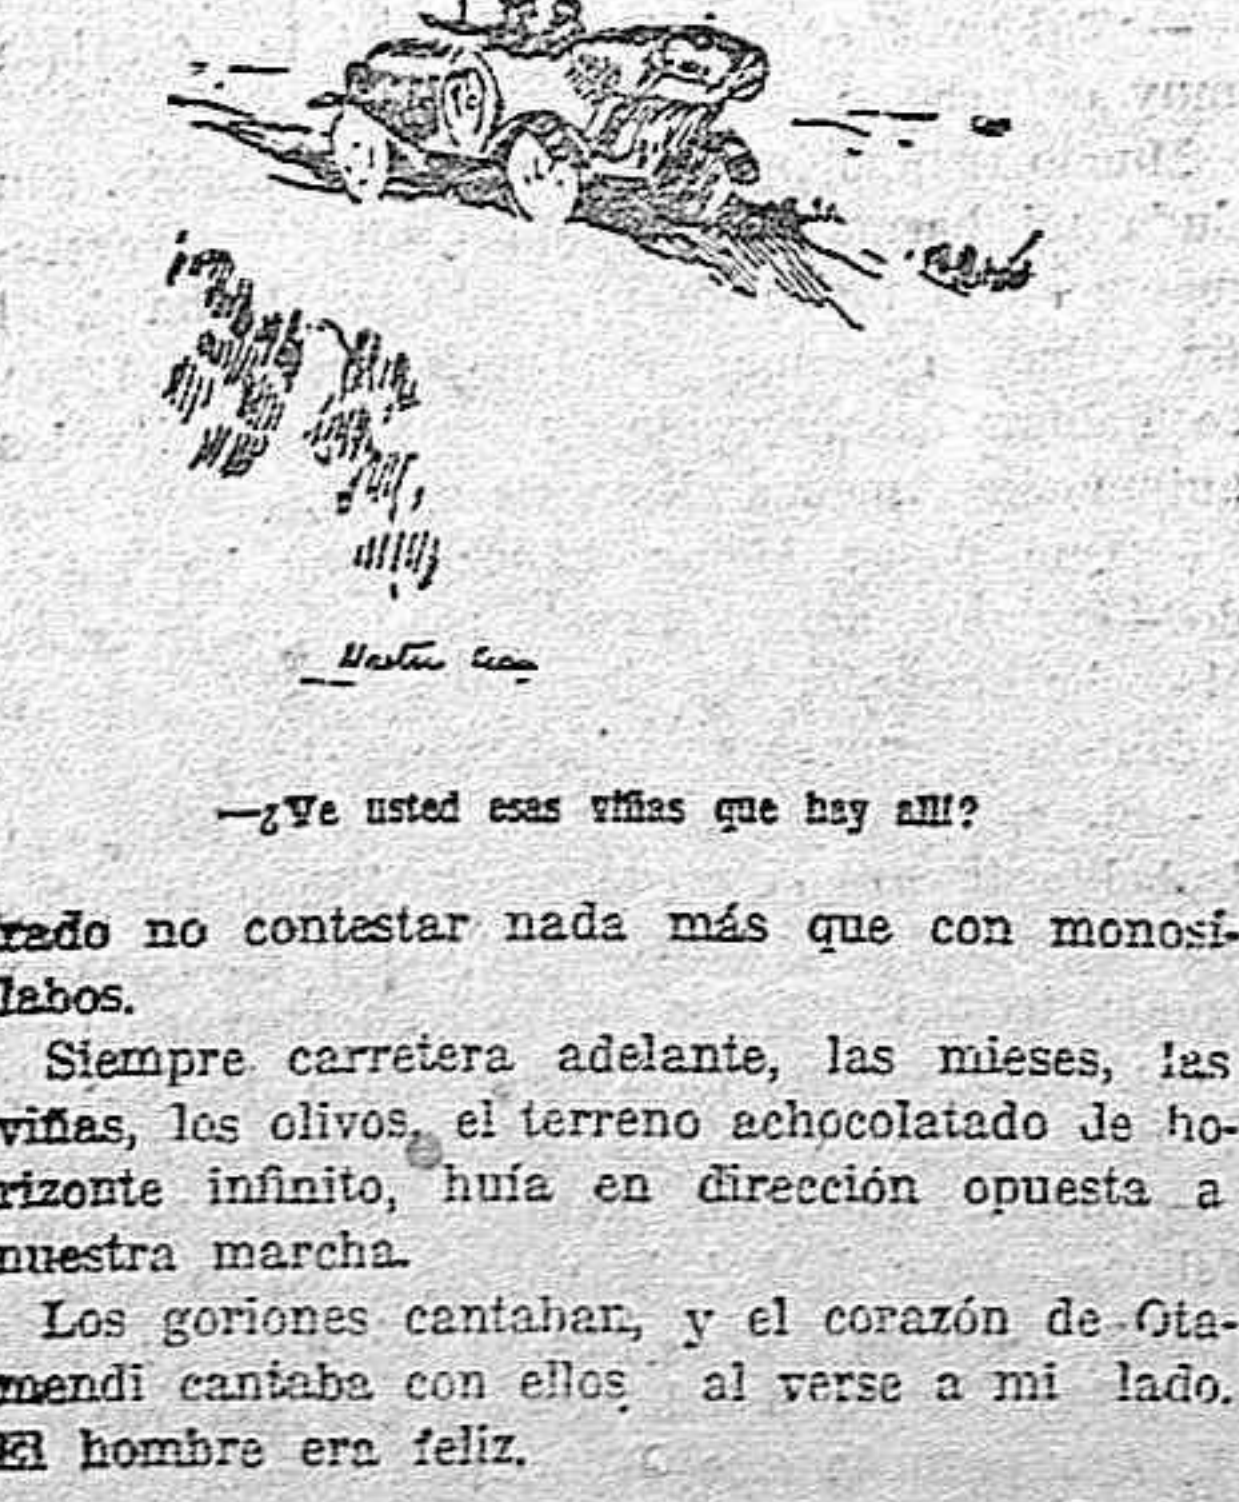 —¿Ve usted esas viñas que hay allí?
rado no contestar nada más que con monosí-
labos.
Siempre carretera adelante, las mieses, las
viñas, los olivos, el terreno achocolatado de ho-
rizonte infinito, huía en dirección opuesta a
nuestra marcha.
Los goriones cantaban, y el corazón de Ota-
mendi cantaba con ellos al verse a mi lado.
El hombre era feliz.